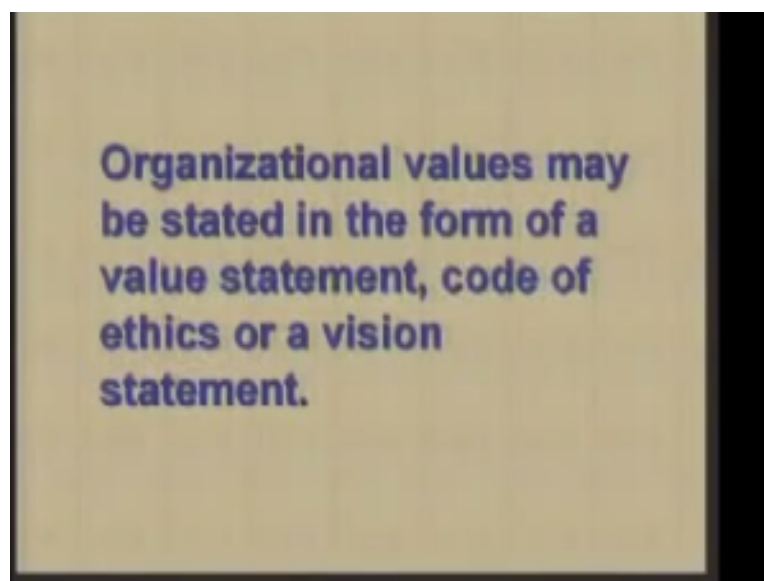 Organizational values may
be stated in the form of a
value statement, code of
ethics or a vision
statement.